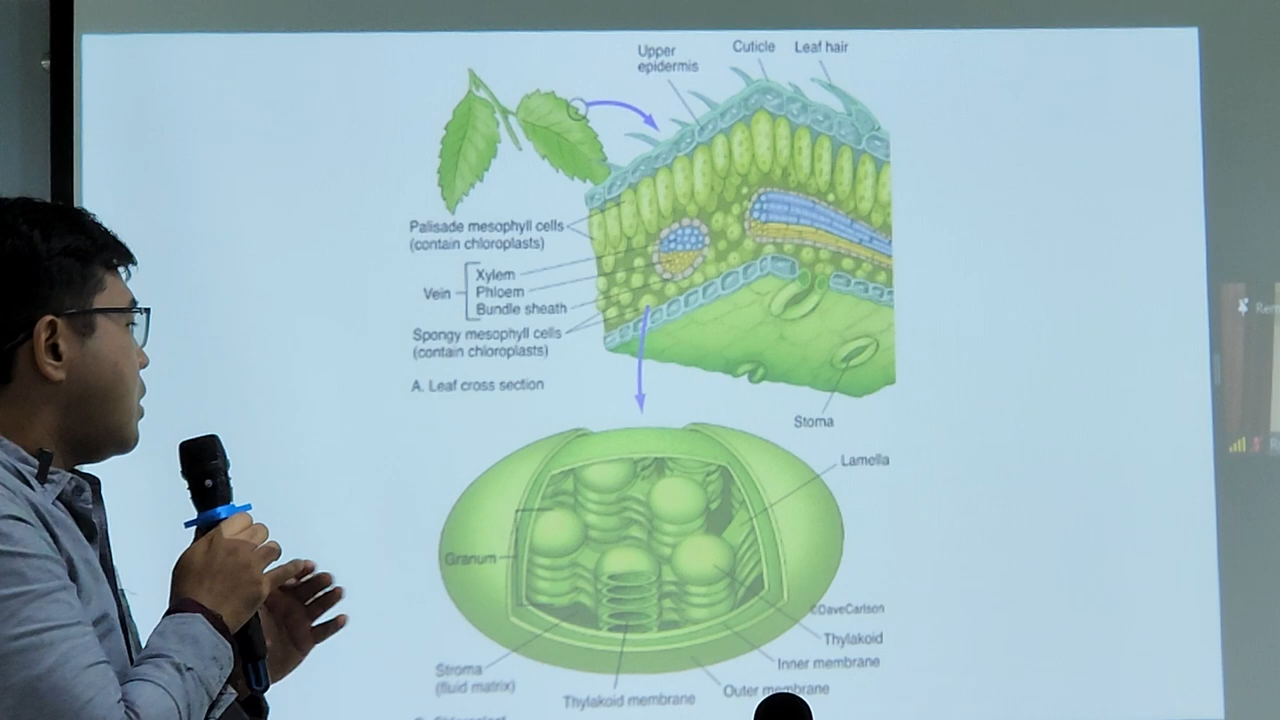 Upper
epidermis
Cuticle
Leaf hair
Palisade mesophyll cells
(contain chloroplasts)
Vein
Xylem
Phloem
Bundle sheath
Spongy mesophyll cells
(contain chloroplasts)
A. Leaf cross section
Stoma
Lamella
Granum
©DaveCarlson
Thylakoid
Inner membrane
Outer membrane
Stroma
(fluid matrix)
Thylakoid membrane